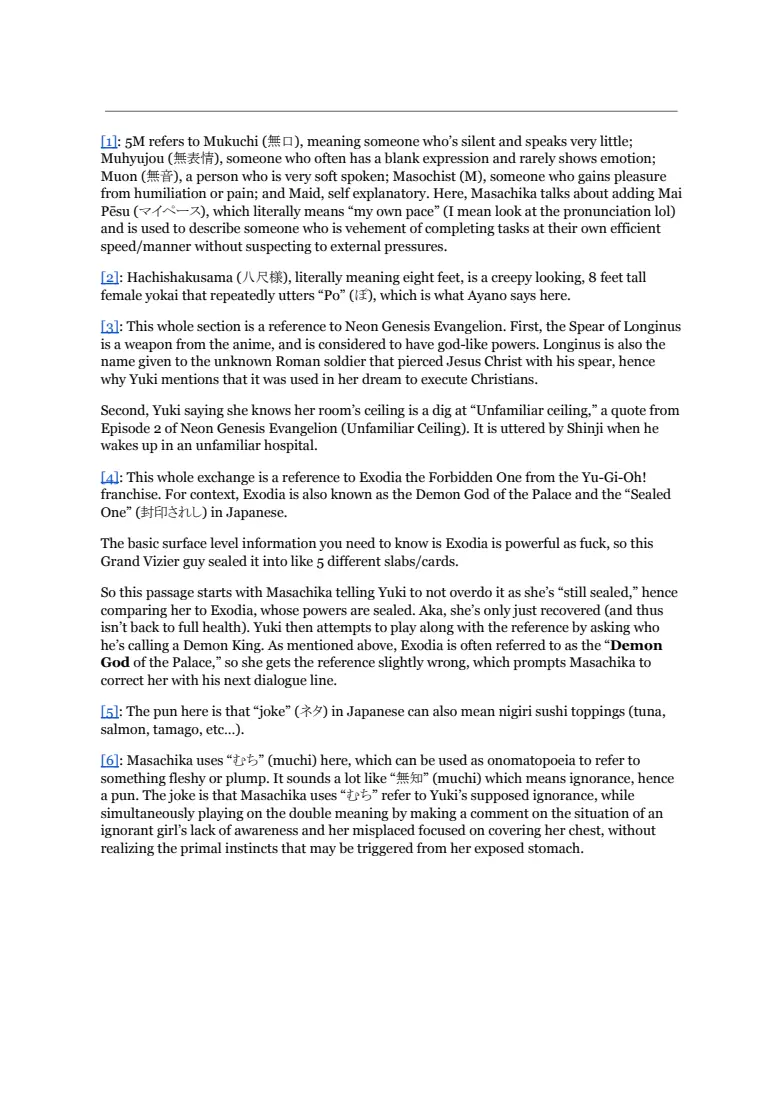 [1]: 5M refers to Mukuchi (無口), meaning someone who’s silent and speaks very little;
Muhyujou (無表情), someone who often has a blank expression and rarely shows emotion;
Muon (無音), a person who is very soft spoken; Masochist (M), someone who gains pleasure
from humiliation or pain; and Maid, self explanatory. Here, Masachika talks about adding Mai
Pēsu (マイペース), which literally means “my own pace” (I mean look at the pronunciation lol)
and is used to describe someone who is vehement of completing tasks at their own efficient
speed/manner without suspecting to external pressures.
[2]: Hachishakusama (八尺様), literally meaning eight feet, is a creepy looking, 8 feet tall
female yokai that repeatedly utters “Po” (ぽ), which is what Ayano says here.
[3]: This whole section is a reference to Neon Genesis Evangelion. First, the Spear of Longinus
is a weapon from the anime, and is considered to have god-like powers. Longinus is also the
name given to the unknown Roman soldier that pierced Jesus Christ with his spear, hence
why Yuki mentions that it was used in her dream to execute Christians.
Second, Yuki saying she knows her room’s ceiling is a dig at “Unfamiliar ceiling,” a quote from
Episode 2 of Neon Genesis Evangelion (Unfamiliar Ceiling). It is uttered by Shinji when he
wakes up in an unfamiliar hospital.
[4]: This whole exchange is a reference to Exodia the Forbidden One from the Yu-Gi-Oh!
franchise. For context, Exodia is also known as the Demon God of the Palace and the “Sealed
One” (封印されし) in Japanese.
The basic surface level information you need to know is Exodia is powerful as fuck, so this
Grand Vizier guy sealed it into like 5 different slabs/cards.
So this passage starts with Masachika telling Yuki to not overdo it as she’s “still sealed,” hence
comparing her to Exodia, whose powers are sealed. Aka, she’s only just recovered (and thus
isn’t back to full health). Yuki then attempts to play along with the reference by asking who
he’s calling a Demon King. As mentioned above, Exodia is often referred to as the “Demon
God of the Palace,” so she gets the reference slightly wrong, which prompts Masachika to
correct her with his next dialogue line.
[5]: The pun here is that “joke” (ネタ) in Japanese can also mean nigiri sushi toppings (tuna,
salmon, tamago, etc...).
[6]: Masachika uses “むち” (muchi) here, which can be used as onomatopoeia to refer to
something fleshy or plump. It sounds a lot like “無知” (muchi) which means ignorance, hence
a pun. The joke is that Masachika uses “むち” refer to Yuki’s supposed ignorance, while
simultaneously playing on the double meaning by making a comment on the situation of an
ignorant girl’s lack of awareness and her misplaced focused on covering her chest, without
realizing the primal instincts that may be triggered from her exposed stomach.